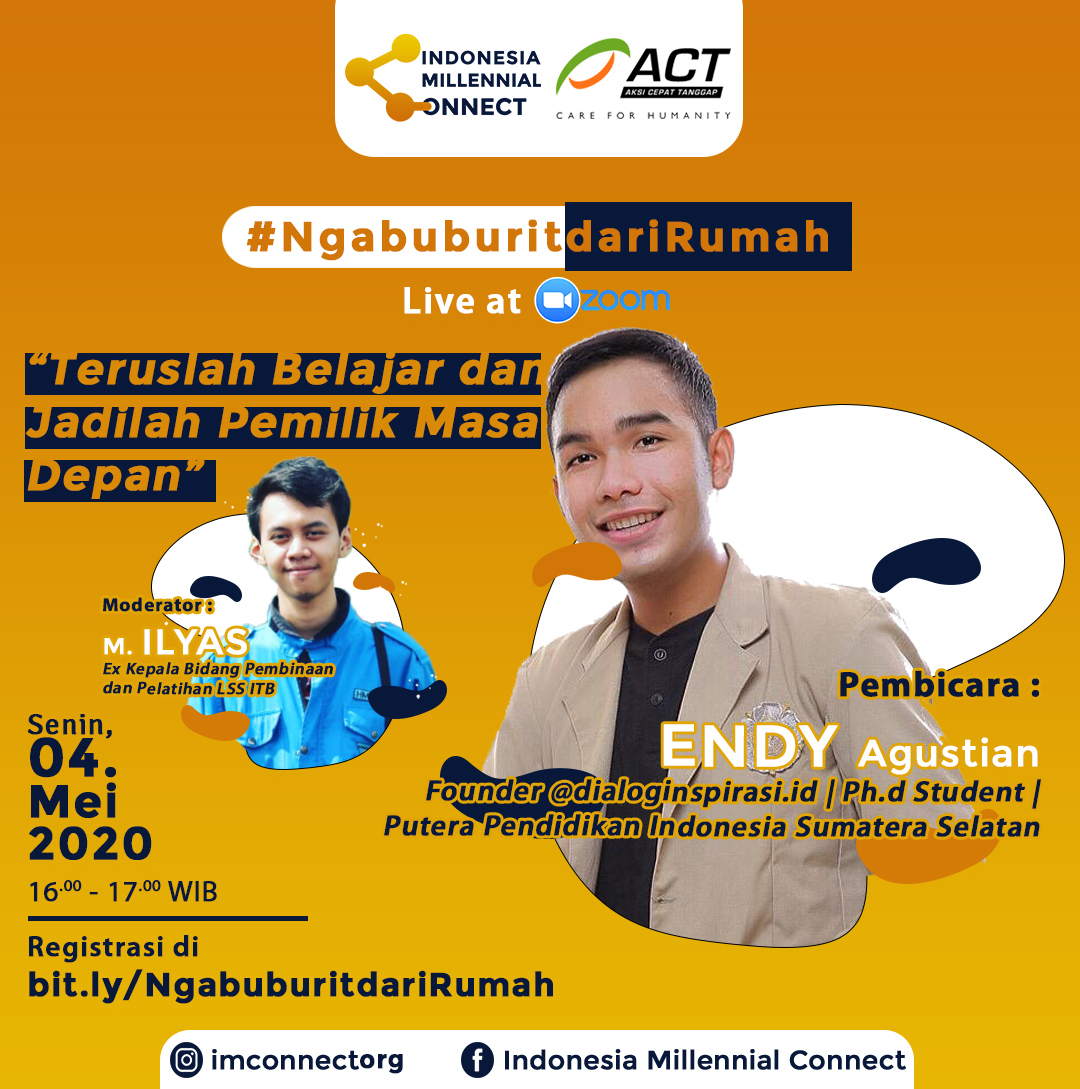 INDONESIA
MILLENNIAL
CONNECT
ACT
AKSI CEPAT TANGGAP
CARE FOR HUMANITY
#NgabuburitdariRumah
Live at zoom
“Teruslah Belajar dan
Jadilah Pemilik Masa
Depan”
Moderator :
M. ILYAS
Ex Kepala Bidang Pembinaan
dan Pelatihan LSS ITB
Pembicara :
ENDY Agustian
Founder @dialoginspirasi.id | Ph.d Student |
Putera Pendidikan Indonesia Sumatera Selatan
Senin,
04.
Mei
2020
16.00 - 17.00 WIB
Registrasi di
bit.ly/NgabuburitdariRumah
imconnectorg
Indonesia Millennial Connect